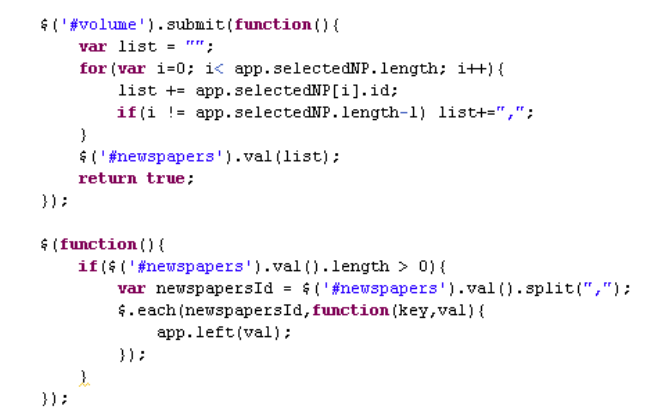 $('#volume').submit(function(){
    var list = "";
    for(var i=0; i< app.selectedNP.length; i++){
        list += app.selectedNP[i].id;
        if(i != app.selectedNP.length-1) list+=",";
    }
    $('#newspapers').val(list);
    return true;
});

$(function(){
    if($('#newspapers').val().length > 0){
        var newspapersId = $('#newspapers').val().split(",");
        $.each(newspapersId,function(key,val){
            app.left(val);
        });
    }
});